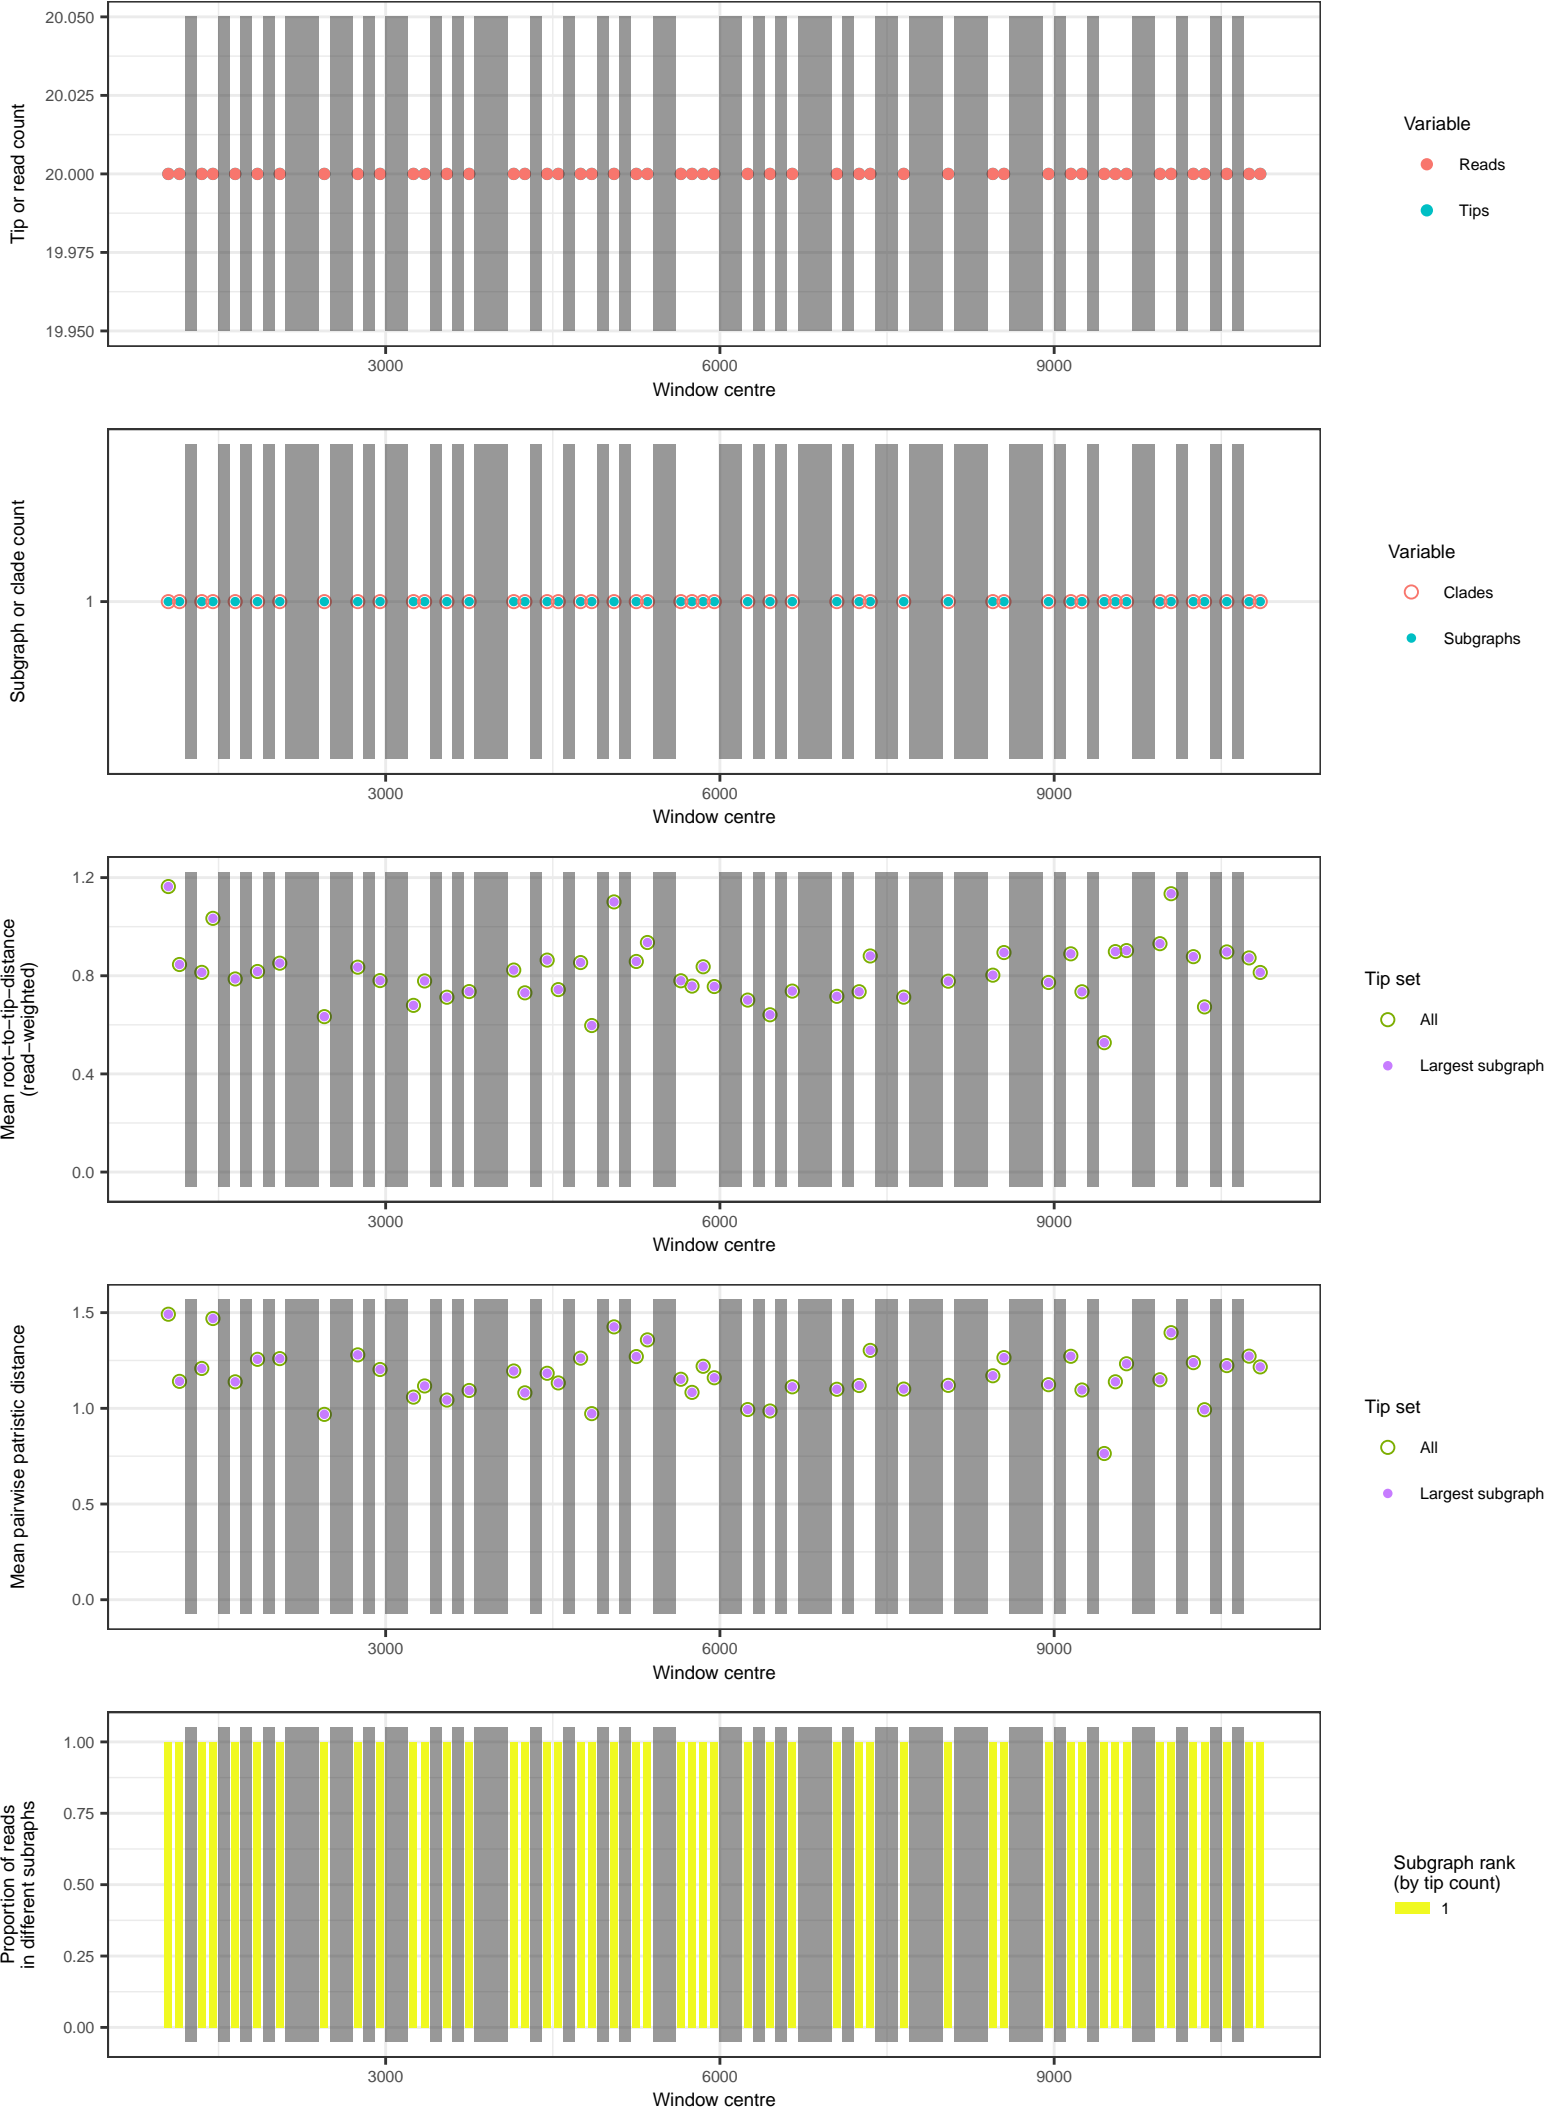 20.050
20.025
20.000
19.975
19.950
Tip or read count
3000
6000
9000
Window centre
Variable
Reads
Tips
1
Subgraph or clade count
3000
6000
9000
Window centre
Variable
Clades
Subgraphs
1.2
0.8
0.4
0.0
Mean root−to−tip−distance
(read−weighted)
3000
6000
9000
Window centre
Tip set
All
Largest subgraph
1.5
1.0
0.5
0.0
Mean pairwise patristic distance
3000
6000
9000
Window centre
Tip set
All
Largest subgraph
1.00
0.75
0.50
0.25
0.00
Proportion of reads
in different subraphs
3000
6000
9000
Window centre
Subgraph rank
(by tip count)
1